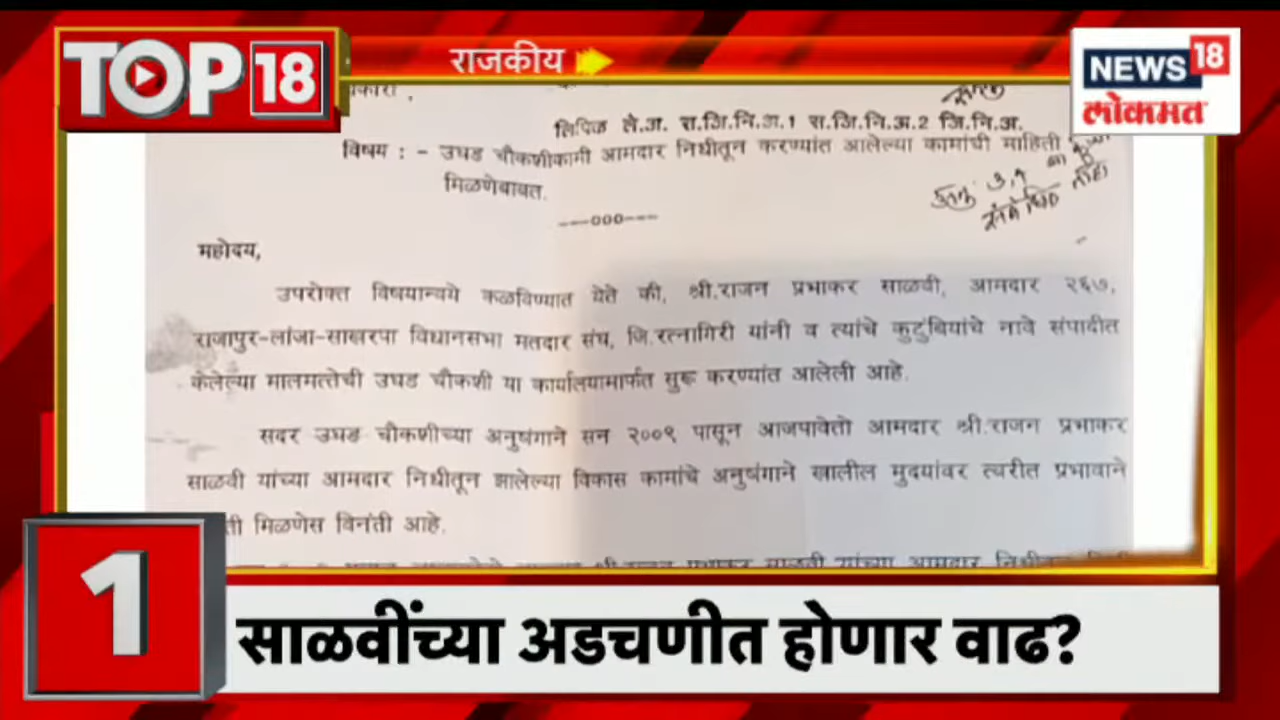 TOP 18
राजकीय
NEWS 18
लोकमत
लिपिक ले.अ. स.जि.नि.अ.1 स.जि.नि.अ.2 जि.नि.अ.
विषय : - उघड चौकशीकामी आमदार निधीतून करण्यांत आलेल्या कामांची माहिती
मिळणेबाबत.
---000---
महोदय,
उपरोक्त विषयान्वये कळविण्यात येते की, श्री.राजन प्रभाकर साळवी, आमदार २६७,
राजापुर-लांजा-साखरपा विधानसभा मतदार संघ, जि.रत्नागिरी यांनी व त्यांचे कुटुंबियांचे नावे संपादीत
केलेल्या मालमत्तेची उघड चौकशी या कार्यालयामार्फत सुरू करण्यांत आलेली आहे.
सदर उघड चौकशीच्या अनुषंगाने सन २००९ पासून आजपावेतो आमदार श्री.राजन प्रभाकर
साळवी यांच्या आमदार निधीतून झालेल्या विकास कामांचे अनुषंगाने खालील मुदयांवर त्वरीत प्रभावाने
मिळणेस विनंती आहे.
1
साळवींच्या अडचणीत होणार वाढ?